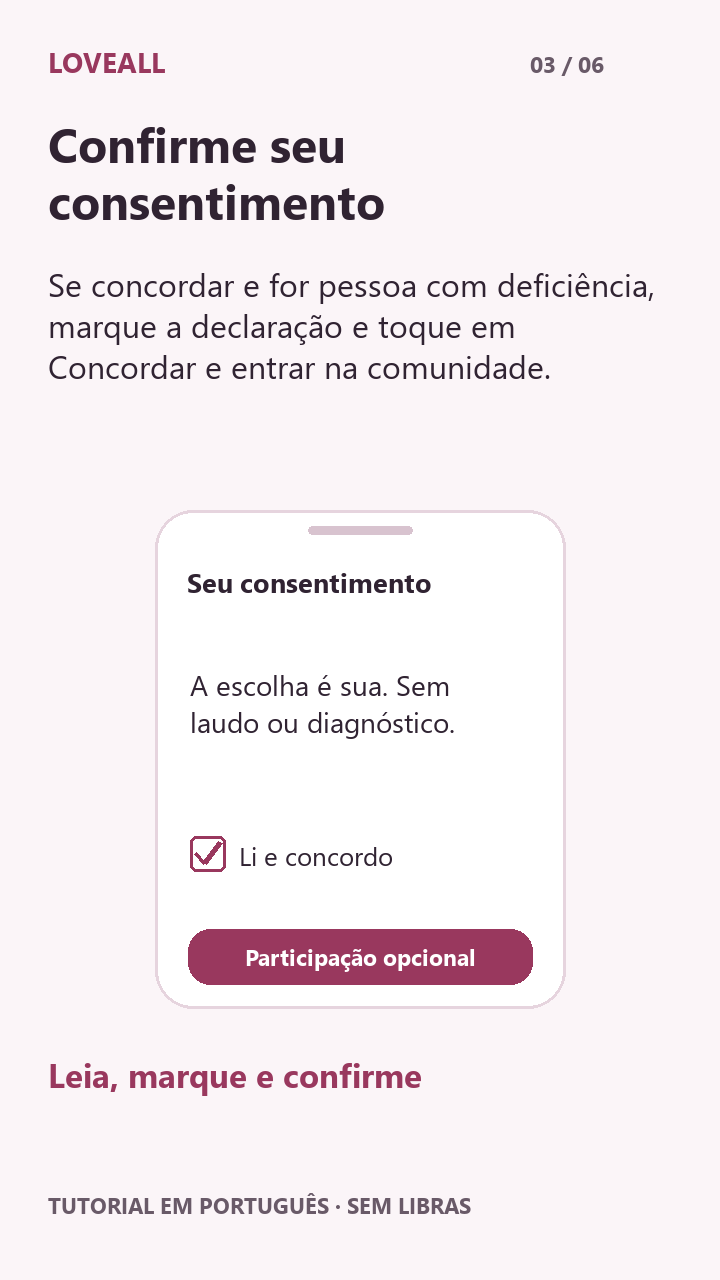 LOVEALL
03 / 06
Confirme seu
consentimento
Se concordar e for pessoa com deficiência,
marque a declaração e toque em
Concordar e entrar na comunidade.
Seu consentimento
A escolha é sua. Sem
laudo ou diagnóstico.
Li e concordo
Participação opcional
Leia, marque e confirme
TUTORIAL EM PORTUGUÊS · SEM LIBRAS